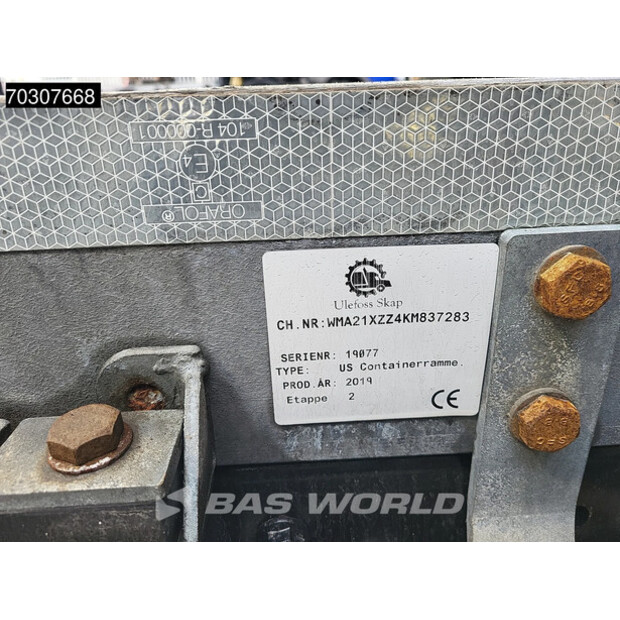 70307668
104 R-000001
E4
C
ORAFOL®
Ulefoss Skap
CH.NR:WMA21XZZ4KM837283
SERIENR: 19077
TYPE: US Containerramme.
PROD.ÅR: 2019
Etappe 2
CE
BAS WORLD